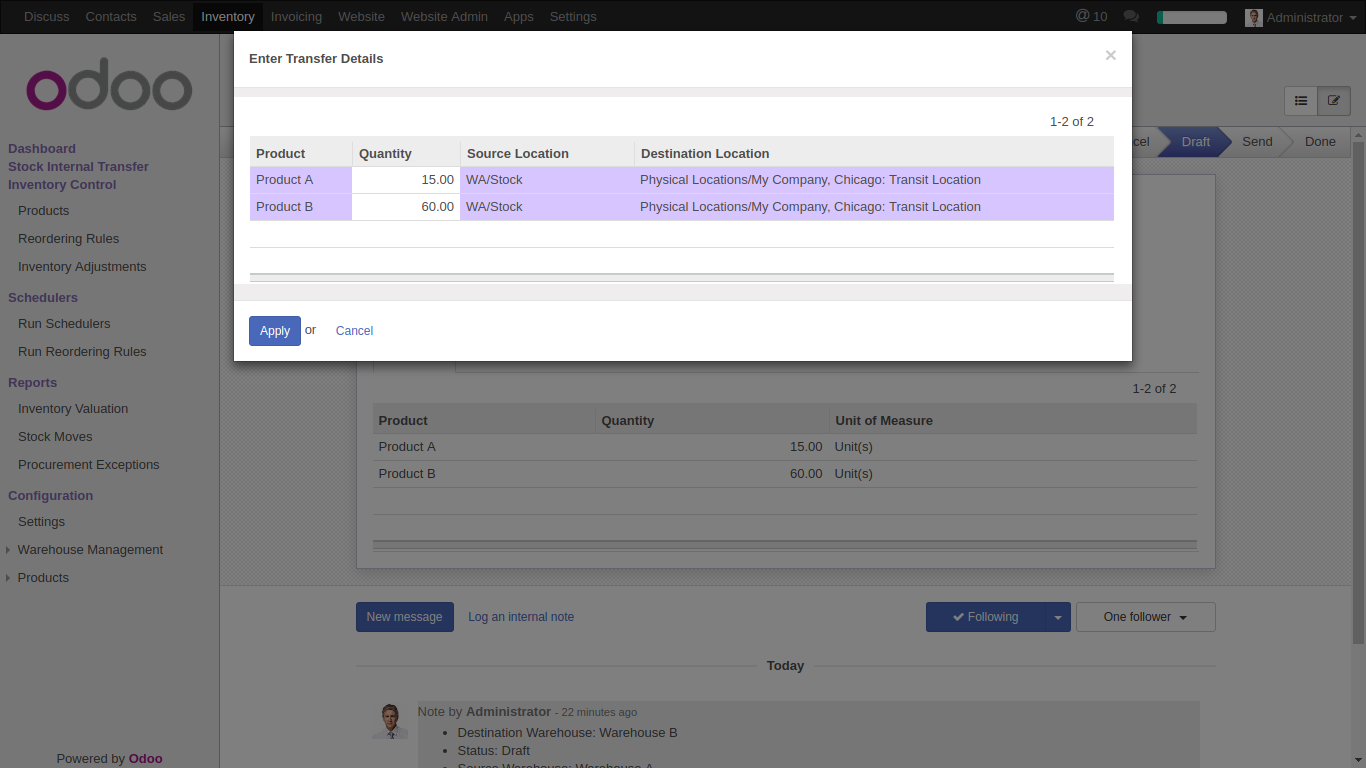 Discuss Contacts Sales Inventory Invoicing Website Website Admin Apps Settings @ 10 Administrator
Enter Transfer Details ×
odoo
1-2 of 2
Product Quantity Source Location Destination Location
Product A 15.00 WA/Stock Physical Locations/My Company, Chicago: Transit Location
Product B 60.00 WA/Stock Physical Locations/My Company, Chicago: Transit Location
Apply or Cancel
cel Draft Send Done
Dashboard
Stock Internal Transfer
Inventory Control
Products
Reordering Rules
Inventory Adjustments
Schedulers
Run Schedulers
Run Reordering Rules
Reports
Inventory Valuation
Stock Moves
Procurement Exceptions
Configuration
Settings
Warehouse Management
Products
Powered by Odoo
1-2 of 2
Product Quantity Unit of Measure
Product A 15.00 Unit(s)
Product B 60.00 Unit(s)
New message Log an internal note Following One follower
Today
Note by Administrator - 22 minutes ago
• Destination Warehouse: Warehouse B
• Status: Draft
• Source Warehouse: Warehouse A